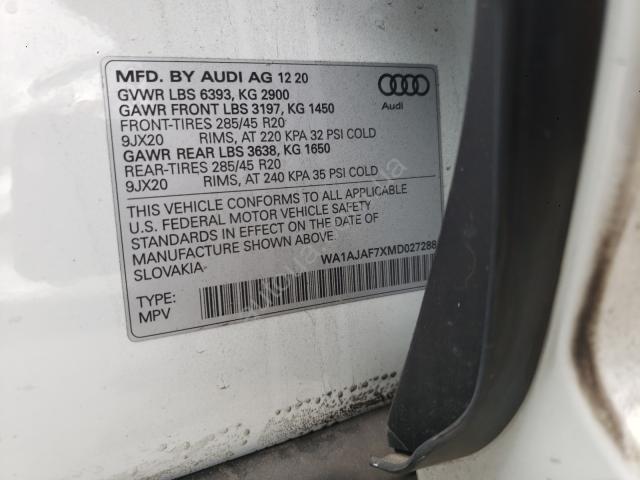 MFD. BY AUDI AG 12 20
GVWR LBS 6393, KG 2900
GAWR FRONT LBS 3197, KG 1450
FRONT-TIRES 285/45 R20
9JX20 RIMS, AT 220 KPA 32 PSI COLD
GAWR REAR LBS 3638, KG 1650
REAR-TIRES 285/45 R20
9JX20 RIMS, AT 240 KPA 35 PSI COLD
Audi
THIS VEHICLE CONFORMS TO ALL APPLICABLE
U.S. FEDERAL MOTOR VEHICLE SAFETY
STANDARDS IN EFFECT ON THE DATE OF
MANUFACTURE SHOWN ABOVE.
SLOVAKIA
WA1AJAF7XMD027288
TYPE:
MPV